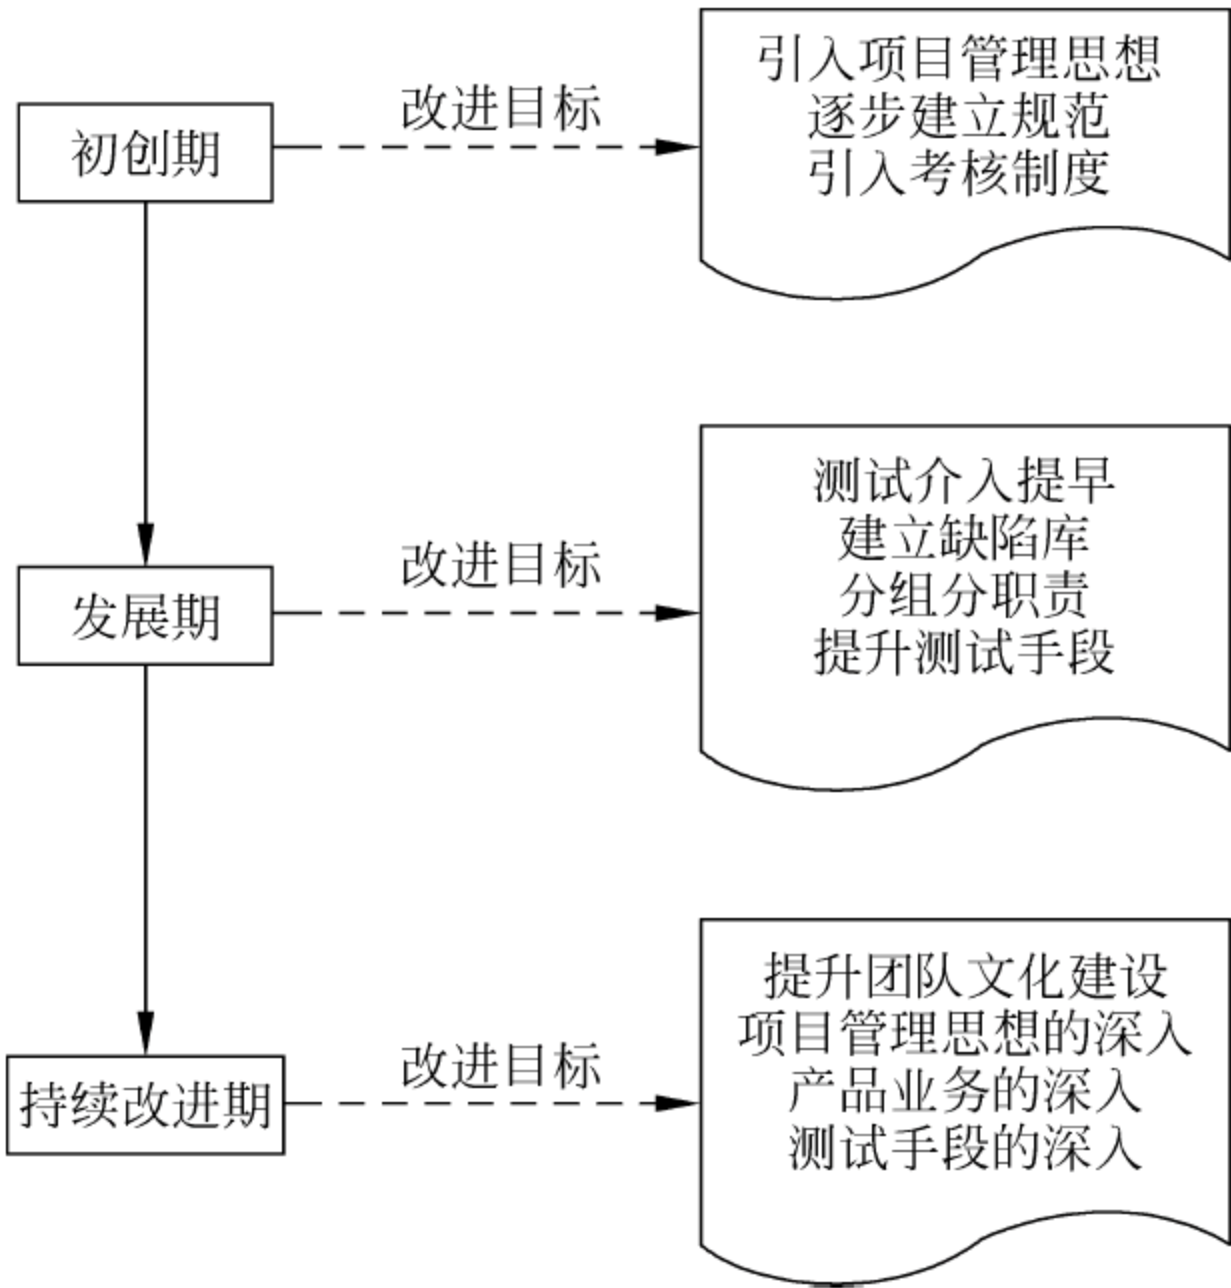 初创期
改进目标
引入项目管理思想
逐步建立规范
引入考核制度
发展期
改进目标
测试介入提早
建立缺陷库
分组分职责
提升测试手段
持续改进期
改进目标
提升团队文化建设
项目管理思想的深入
产品业务的深入
测试手段的深入